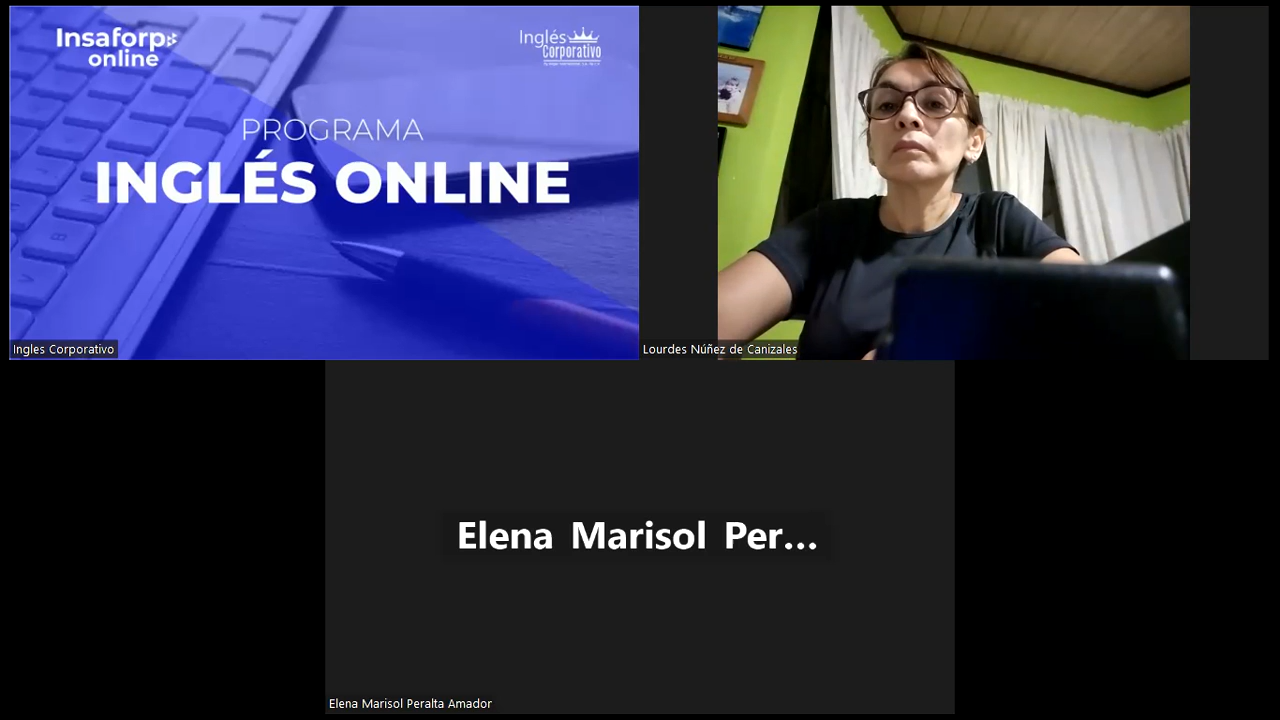 Insaforp
online
Inglés
Corporativo
PROGRAMA
INGLÉS ONLINE
Ingles Corporativo
Lourdes Núñez de Canizales
Elena Marisol Per...
Elena Marisol Peralta Amador